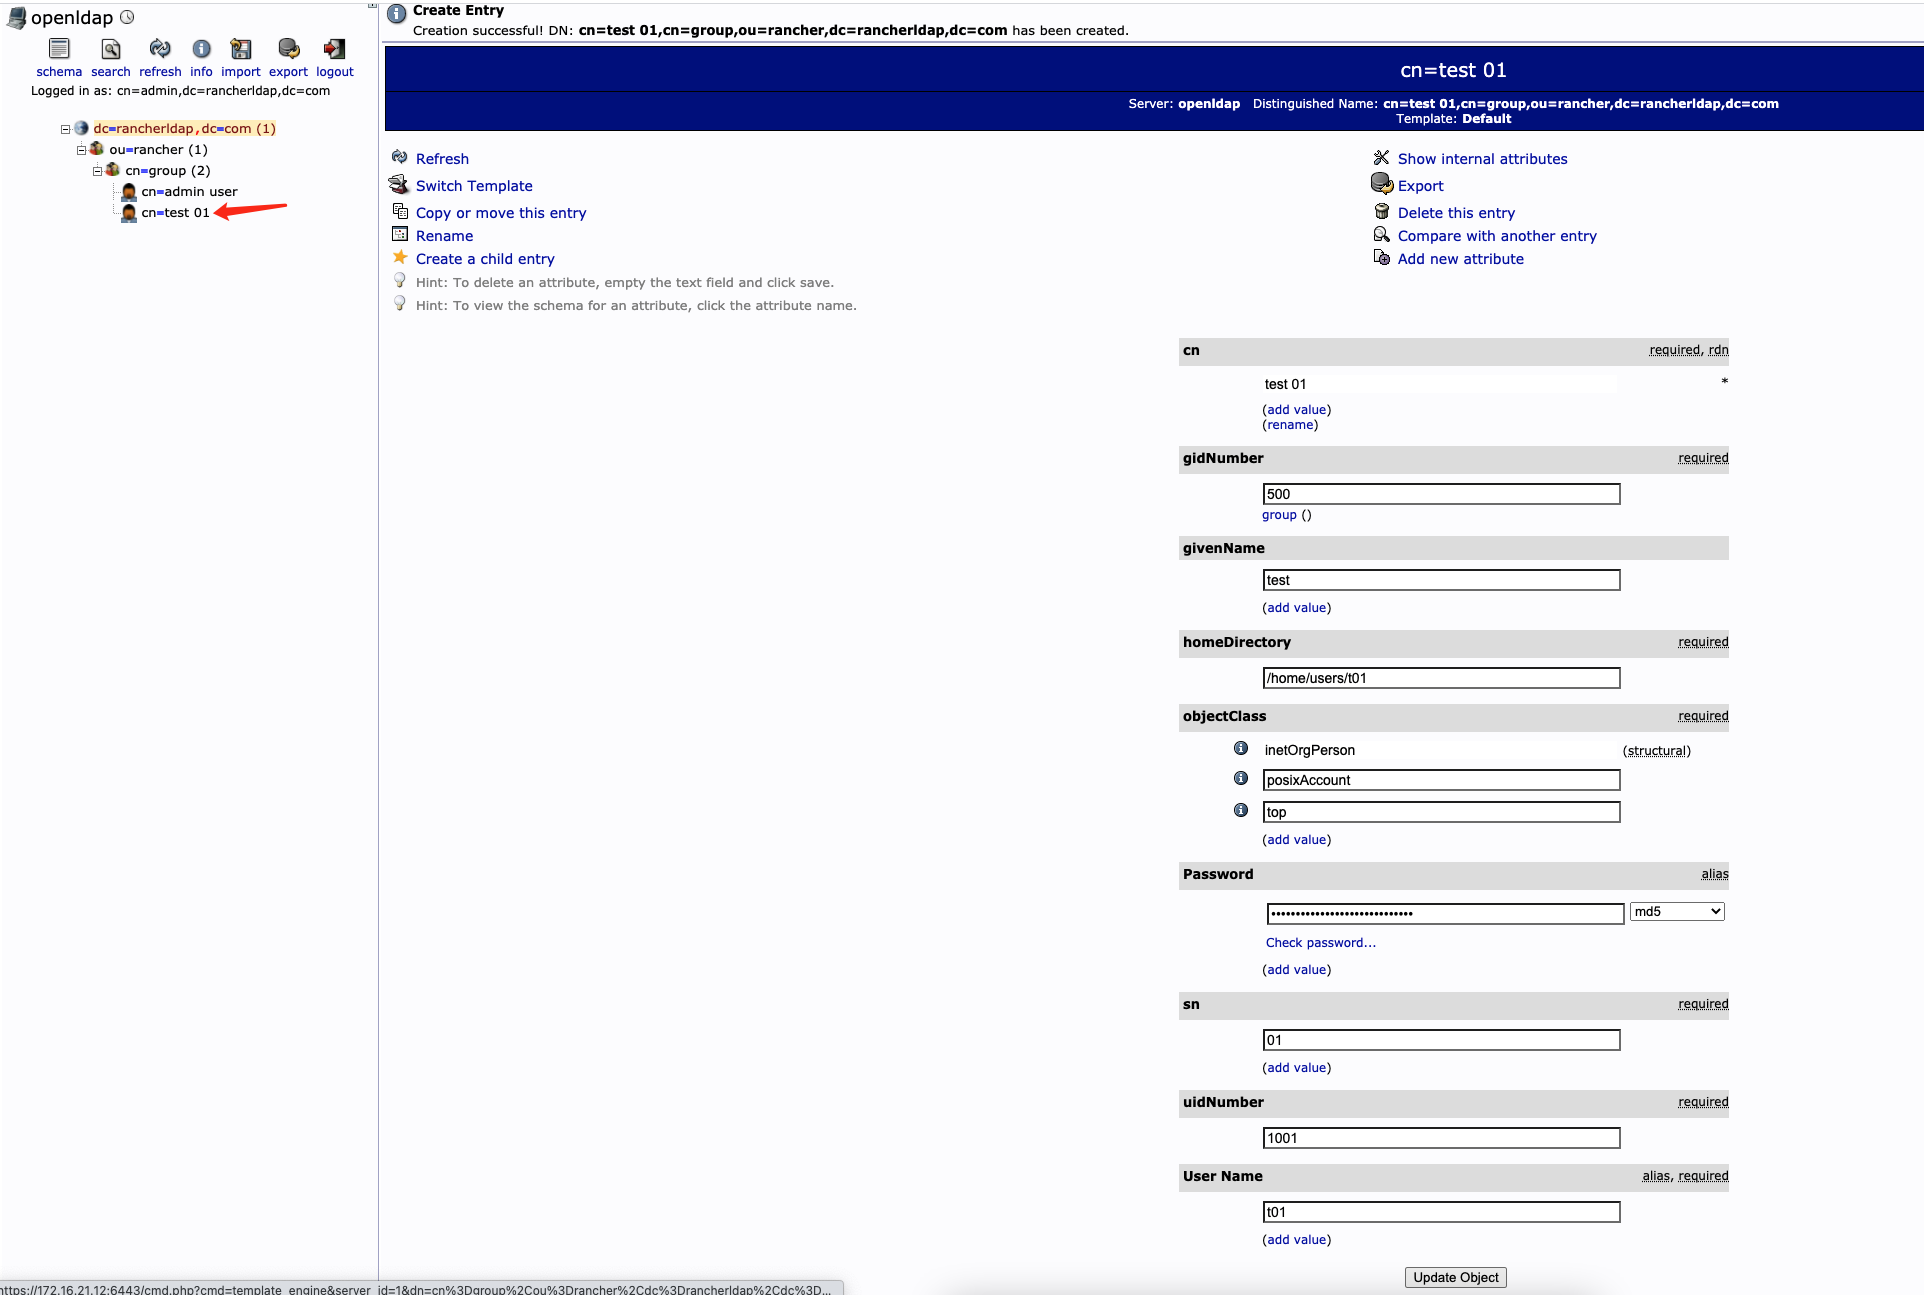 openldap
schema search refresh info import export logout
Logged in as: cn=admin,dc=rancherldap,dc=com
dc=rancherldap,dc=com (1)
ou=rancher (1)
cn=group (2)
cn=admin user
cn=test 01
Create Entry
Creation successful! DN: cn=test 01,cn=group,ou=rancher,dc=rancherldap,dc=com has been created.
cn=test 01
Server: openldap Distinguished Name: cn=test 01,cn=group,ou=rancher,dc=rancherldap,dc=com
Template: Default
Refresh
Switch Template
Copy or move this entry
Rename
Create a child entry
Hint: To delete an attribute, empty the text field and click save.
Hint: To view the schema for an attribute, click the attribute name.
Show internal attributes
Export
Delete this entry
Compare with another entry
Add new attribute
cn required, rdn
test 01 *
(add value)
(rename)
gidNumber required
500
group ()
givenName
test
(add value)
homeDirectory required
/home/users/t01
objectClass required
inetOrgPerson (structural)
posixAccount
top
(add value)
Password alias
•••••••••••••••••••••••••••••• md5
Check password...
(add value)
sn required
01
(add value)
uidNumber required
1001
User Name alias, required
t01
(add value)
Update Object
https://172.16.21.12:6443/cmd.php?cmd=template_engine&server_id=1&dn=cn%3Dgroup%2Cou%3Drancher%2Cdc%3Drancherldap%2Cdc%3D...